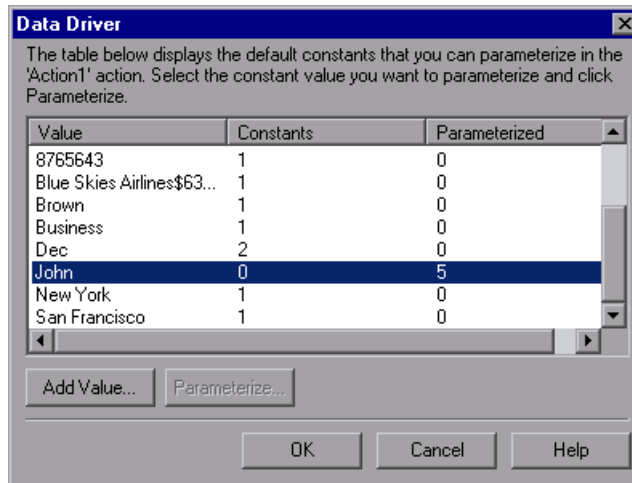 Data Driver
The table below displays the default constants that you can parameterize in the
'Action1' action. Select the constant value you want to parameterize and click
Parameterize.
Value Constants Parameterized
8765643 1 0
Blue Skies Airlines$63... 1 0
Brown 1 0
Business 1 0
Dec 2 0
John 0 5
New York 1 0
San Francisco 1 0
Add Value... Parameterize...
OK Cancel Help